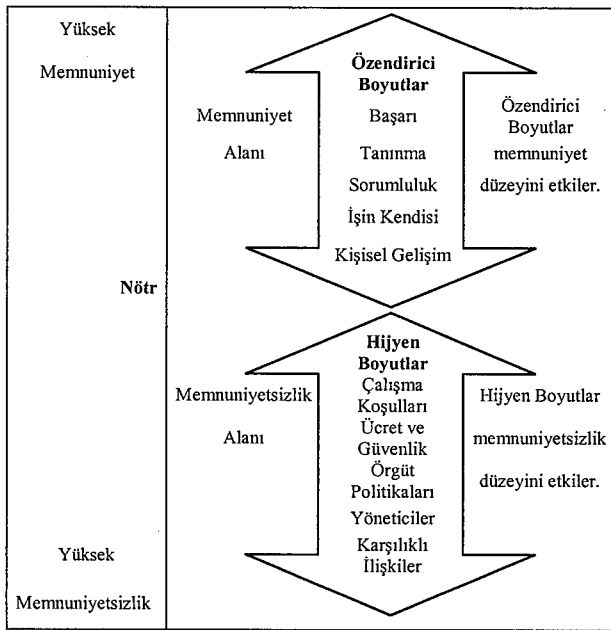 Yüksek
Memnuniyet
Nötr
Yüksek
Memnuniyetsizlik
Memnuniyet
Alanı
Özendirici
Boyutlar
Başarı
Tanınma
Sorumluluk
İşin Kendisi
Kişisel Gelişim
Özendirici
Boyutlar
memnuniyet
düzeyini etkiler.
Memnuniyetsizlik
Alanı
Hijyen
Boyutlar
Çalışma
Koşulları
Ücret ve
Güvenlik
Örgüt
Politikaları
Yöneticiler
Karşılıklı
İlişkiler
Hijyen Boyutlar
memnuniyetsizlik
düzeyini etkiler.